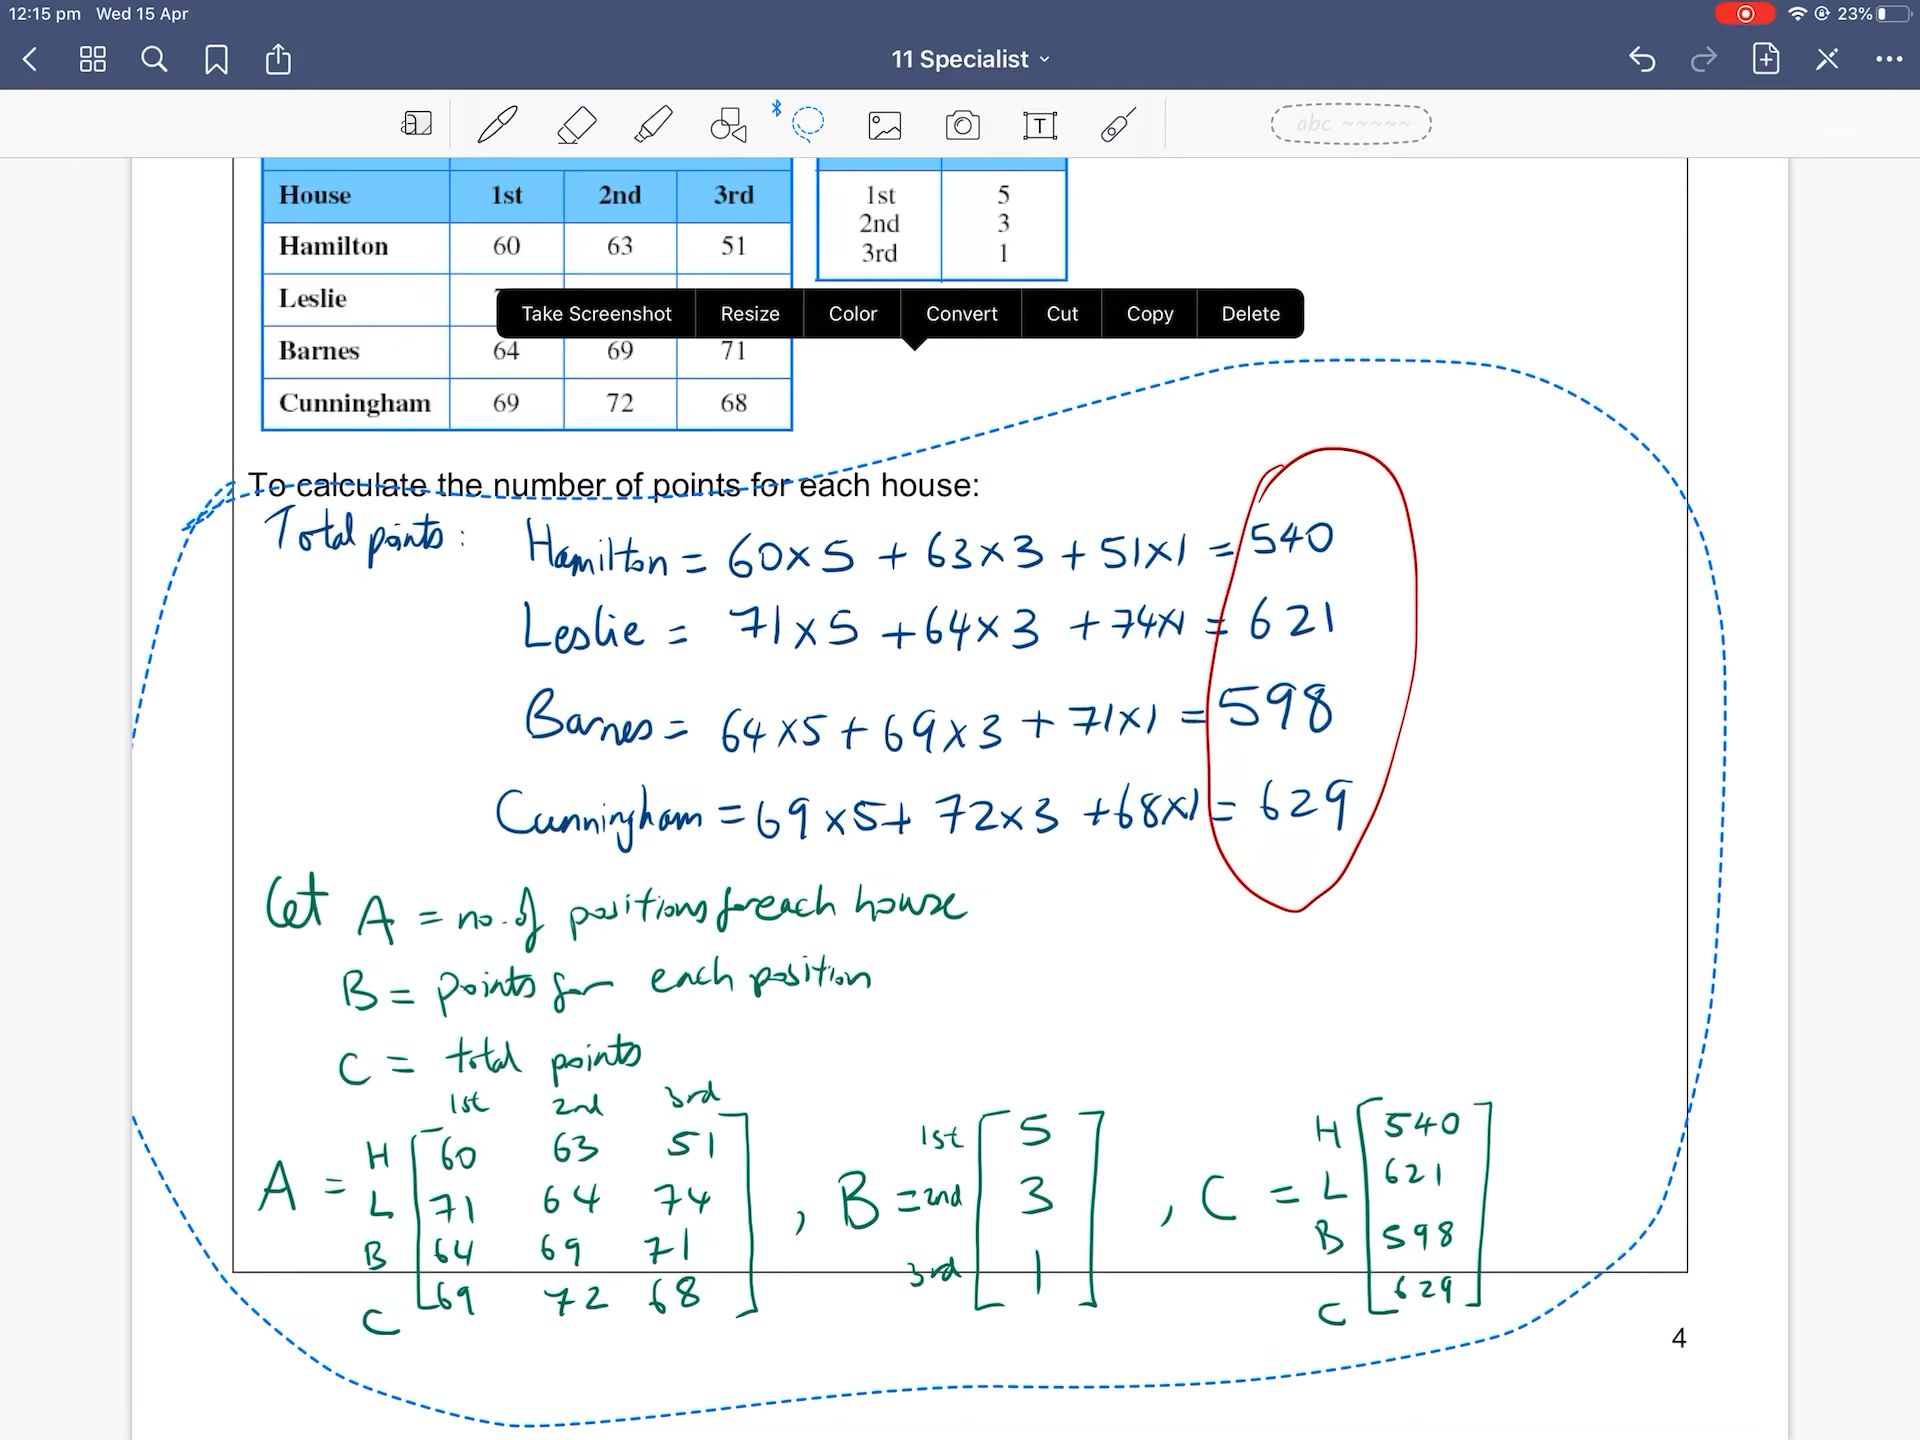 12:15 pm Wed 15 Apr 23%
11 Specialist
abc
House 1st 2nd 3rd
Hamilton 60 63 51
Leslie
Barnes 64 69 71
Cunningham 69 72 68
1st 5
2nd 3
3rd 1
Take Screenshot Resize Color Convert Cut Copy Delete
To calculate the number of points for each house:
Total points: Hamilton = 60×5 + 63×3 + 51×1 = 540
Leslie = 71×5 + 64×3 + 74×1 = 621
Barnes = 64×5 + 69×3 + 71×1 = 598
Cunningham = 69×5 + 72×3 + 68×1 = 629
Let A = no. of positions for each house
B = points for each position
C = total points
1st 2nd 3rd
A = H 60 63 51
L 71 64 74
B 64 69 71
C 69 72 68
, B = 1st 5
2nd 3
3rd 1
, C = H 540
L 621
B 598
C 629
4